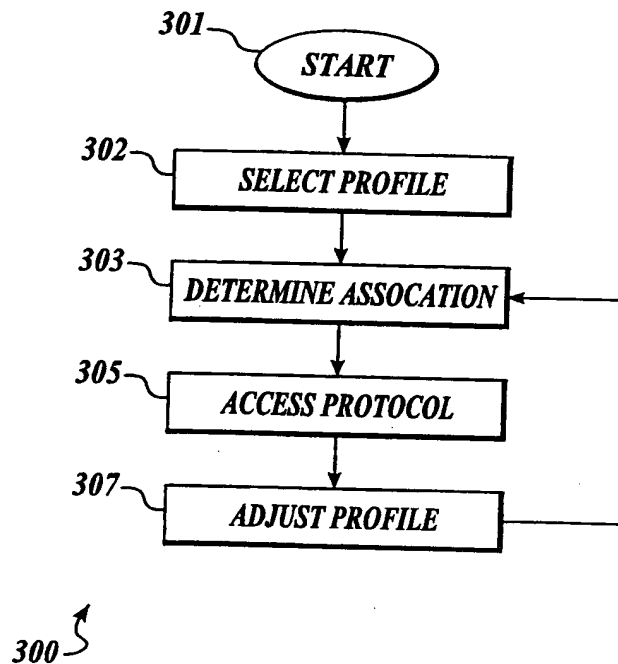 301
START
302
SELECT PROFILE
303
DETERMINE ASSOCATION
305
ACCESS PROTOCOL
307
ADJUST PROFILE
300